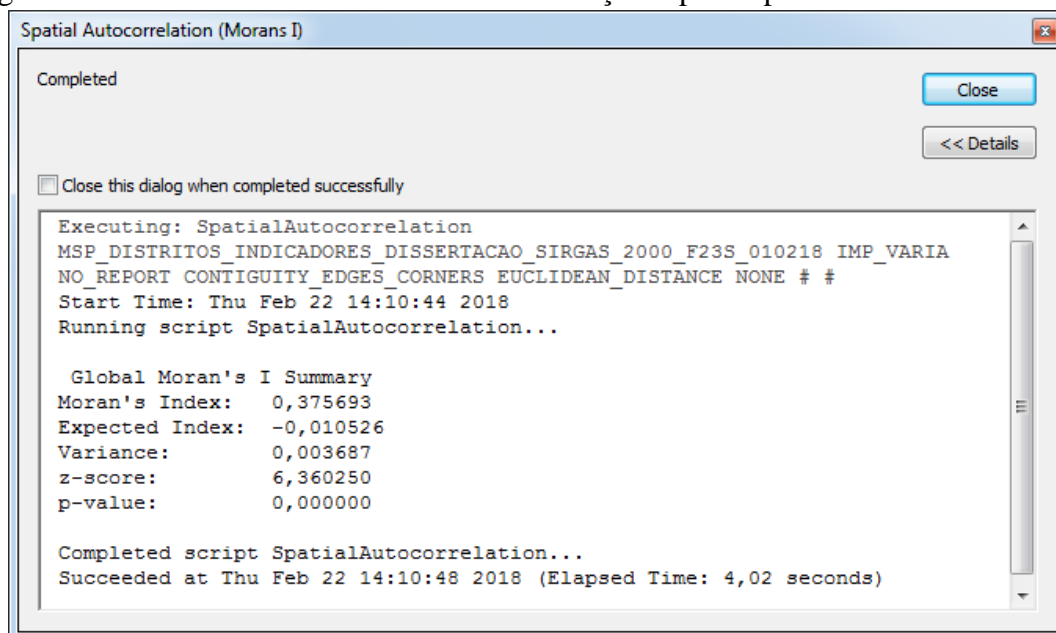 Spatial Autocorrelation (Morans I)
Completed
Close
<< Details
Close this dialog when completed successfully
Executing: SpatialAutocorrelation
MSP_DISTRITOS_INDICADORES_DISSERTACAO_SIRGAS_2000_F23S_010218 IMP_VARIA
NO_REPORT CONTIGUITY_EDGES_CORNERS EUCLIDEAN_DISTANCE NONE # #
Start Time: Thu Feb 22 14:10:44 2018
Running script SpatialAutocorrelation...
Global Moran's I Summary
Moran's Index: 0,375693
Expected Index: -0,010526
Variance: 0,003687
z-score: 6,360250
p-value: 0,000000
Completed script SpatialAutocorrelation...
Succeeded at Thu Feb 22 14:10:48 2018 (Elapsed Time: 4,02 seconds)